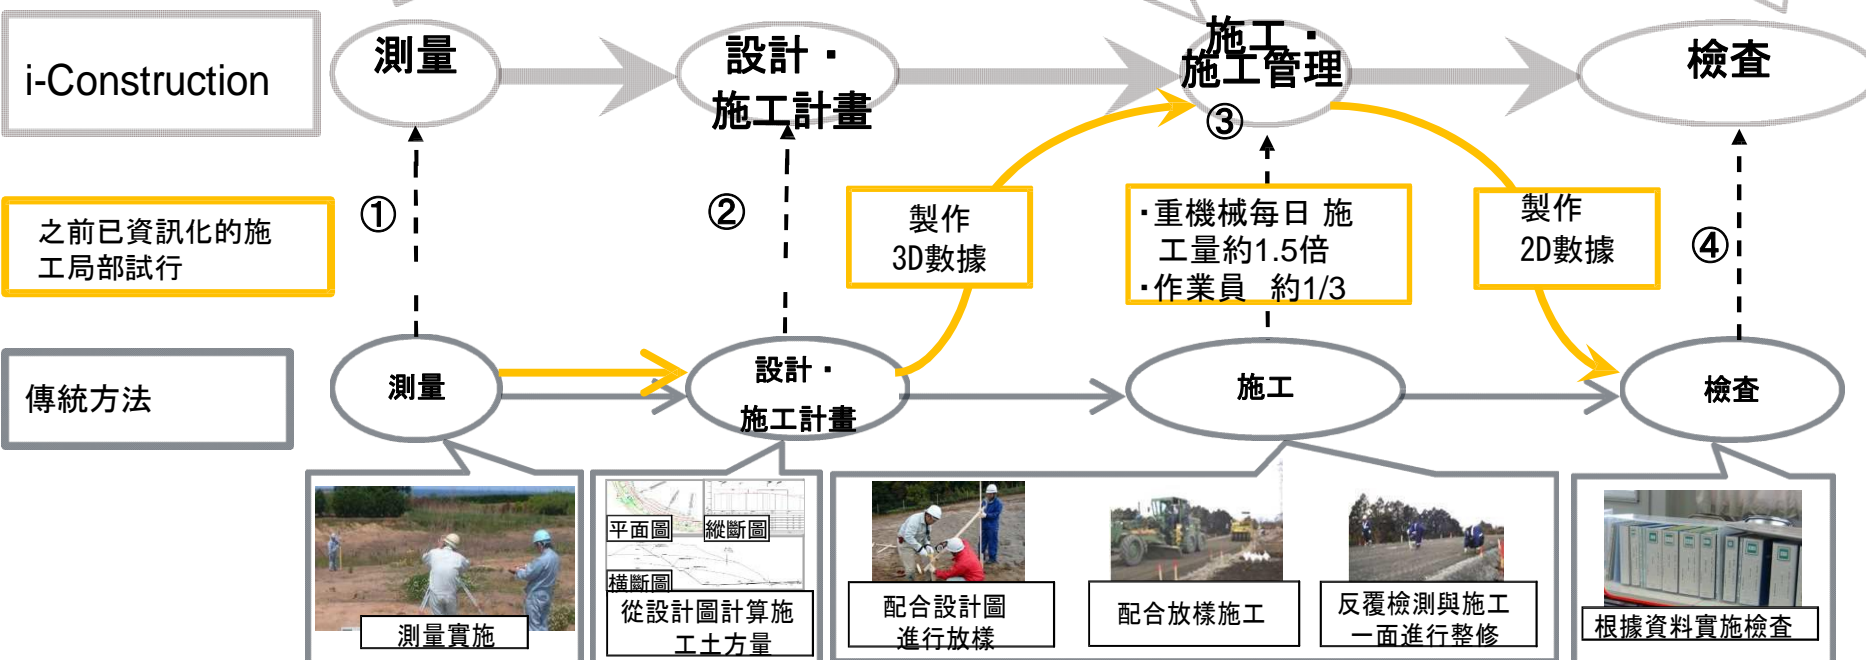 i-Construction
測量
設計・
施工計畫
施工・
施工管理
③
檢查
之前已資訊化的施
工局部試行
①
②
製作
3D數據
・重機械每日 施
工量約1.5倍
・作業員 約1/3
製作
2D數據
④
傳統方法
測量
設計・
施工計畫
施工
檢查
測量實施
平面圖
縱斷圖
橫斷圖
從設計圖計算施
工土方量
配合設計圖
進行放樣
配合放樣施工
反覆檢測與施工
一面進行整修
根據資料實施檢查